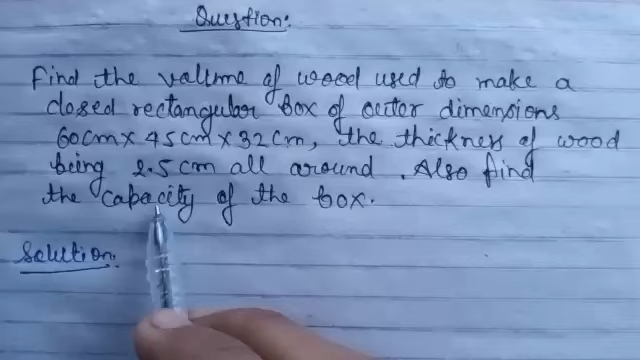 Question:
Find the volume of wood used to make a
closed rectangular box of outer dimensions
60cm × 45cm × 32cm, the thickness of wood
being 2.5cm all around. Also find
the capacity of the box.
Solution: